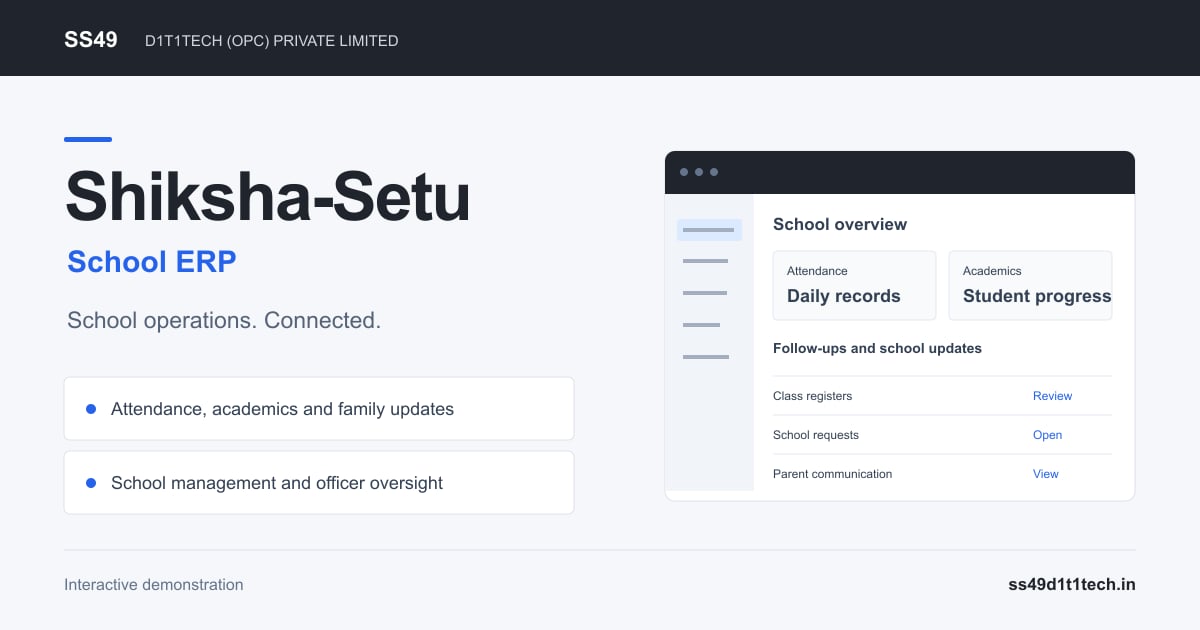 SS49 D1T1TECH (OPC) PRIVATE LIMITED
Shiksha-Setu
School ERP
School operations. Connected.
Attendance, academics and family updates
School management and officer oversight
School overview
Attendance
Daily records
Academics
Student progress
Follow-ups and school updates
Class registers Review
School requests Open
Parent communication View
Interactive demonstration
ss49d1t1tech.in